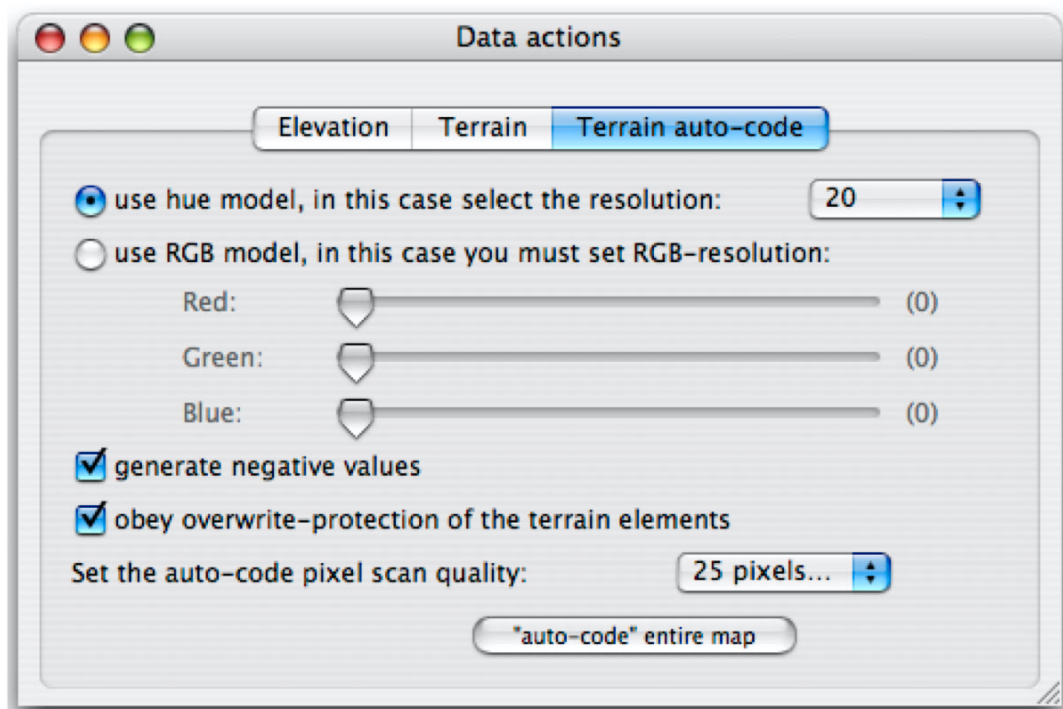 Data actions
Elevation Terrain Terrain auto-code
use hue model, in this case select the resolution: 20
use RGB model, in this case you must set RGB-resolution:
Red: (0)
Green: (0)
Blue: (0)
generate negative values
obey overwrite-protection of the terrain elements
Set the auto-code pixel scan quality: 25 pixels...
"auto-code" entire map